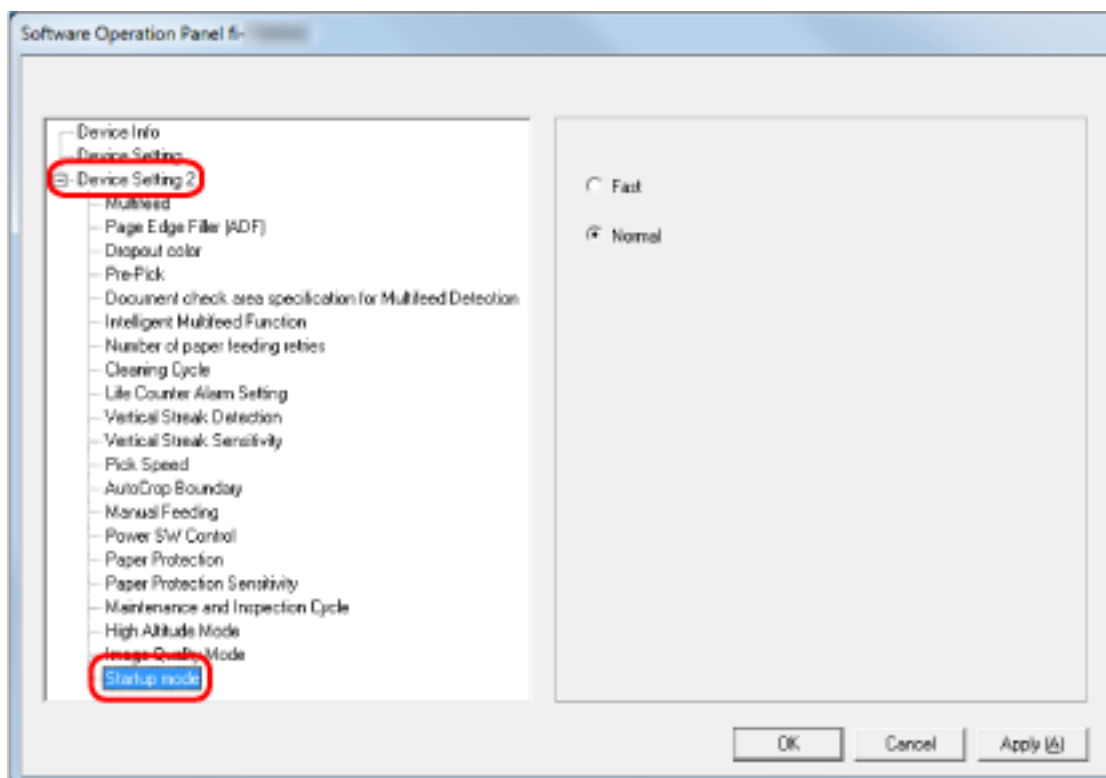 Software Operation Panel fi-
Device Info
Device Setting
Device Setting 2
Multifeed
Page Edge Filler (ADF)
Dropout color
Pre-Pick
Document check area specification for Multifeed Detection
Intelligent Multifeed Function
Number of paper feeding retries
Cleaning Cycle
Life Counter Alarm Setting
Vertical Streak Detection
Vertical Streak Sensitivity
Pick Speed
AutoCrop Boundary
Manual Feeding
Power SW Control
Paper Protection
Paper Protection Sensitivity
Maintenance and Inspection Cycle
High Altitude Mode
Image Quality Mode
Startup mode
Fast
Normal
OK
Cancel
Apply (A)